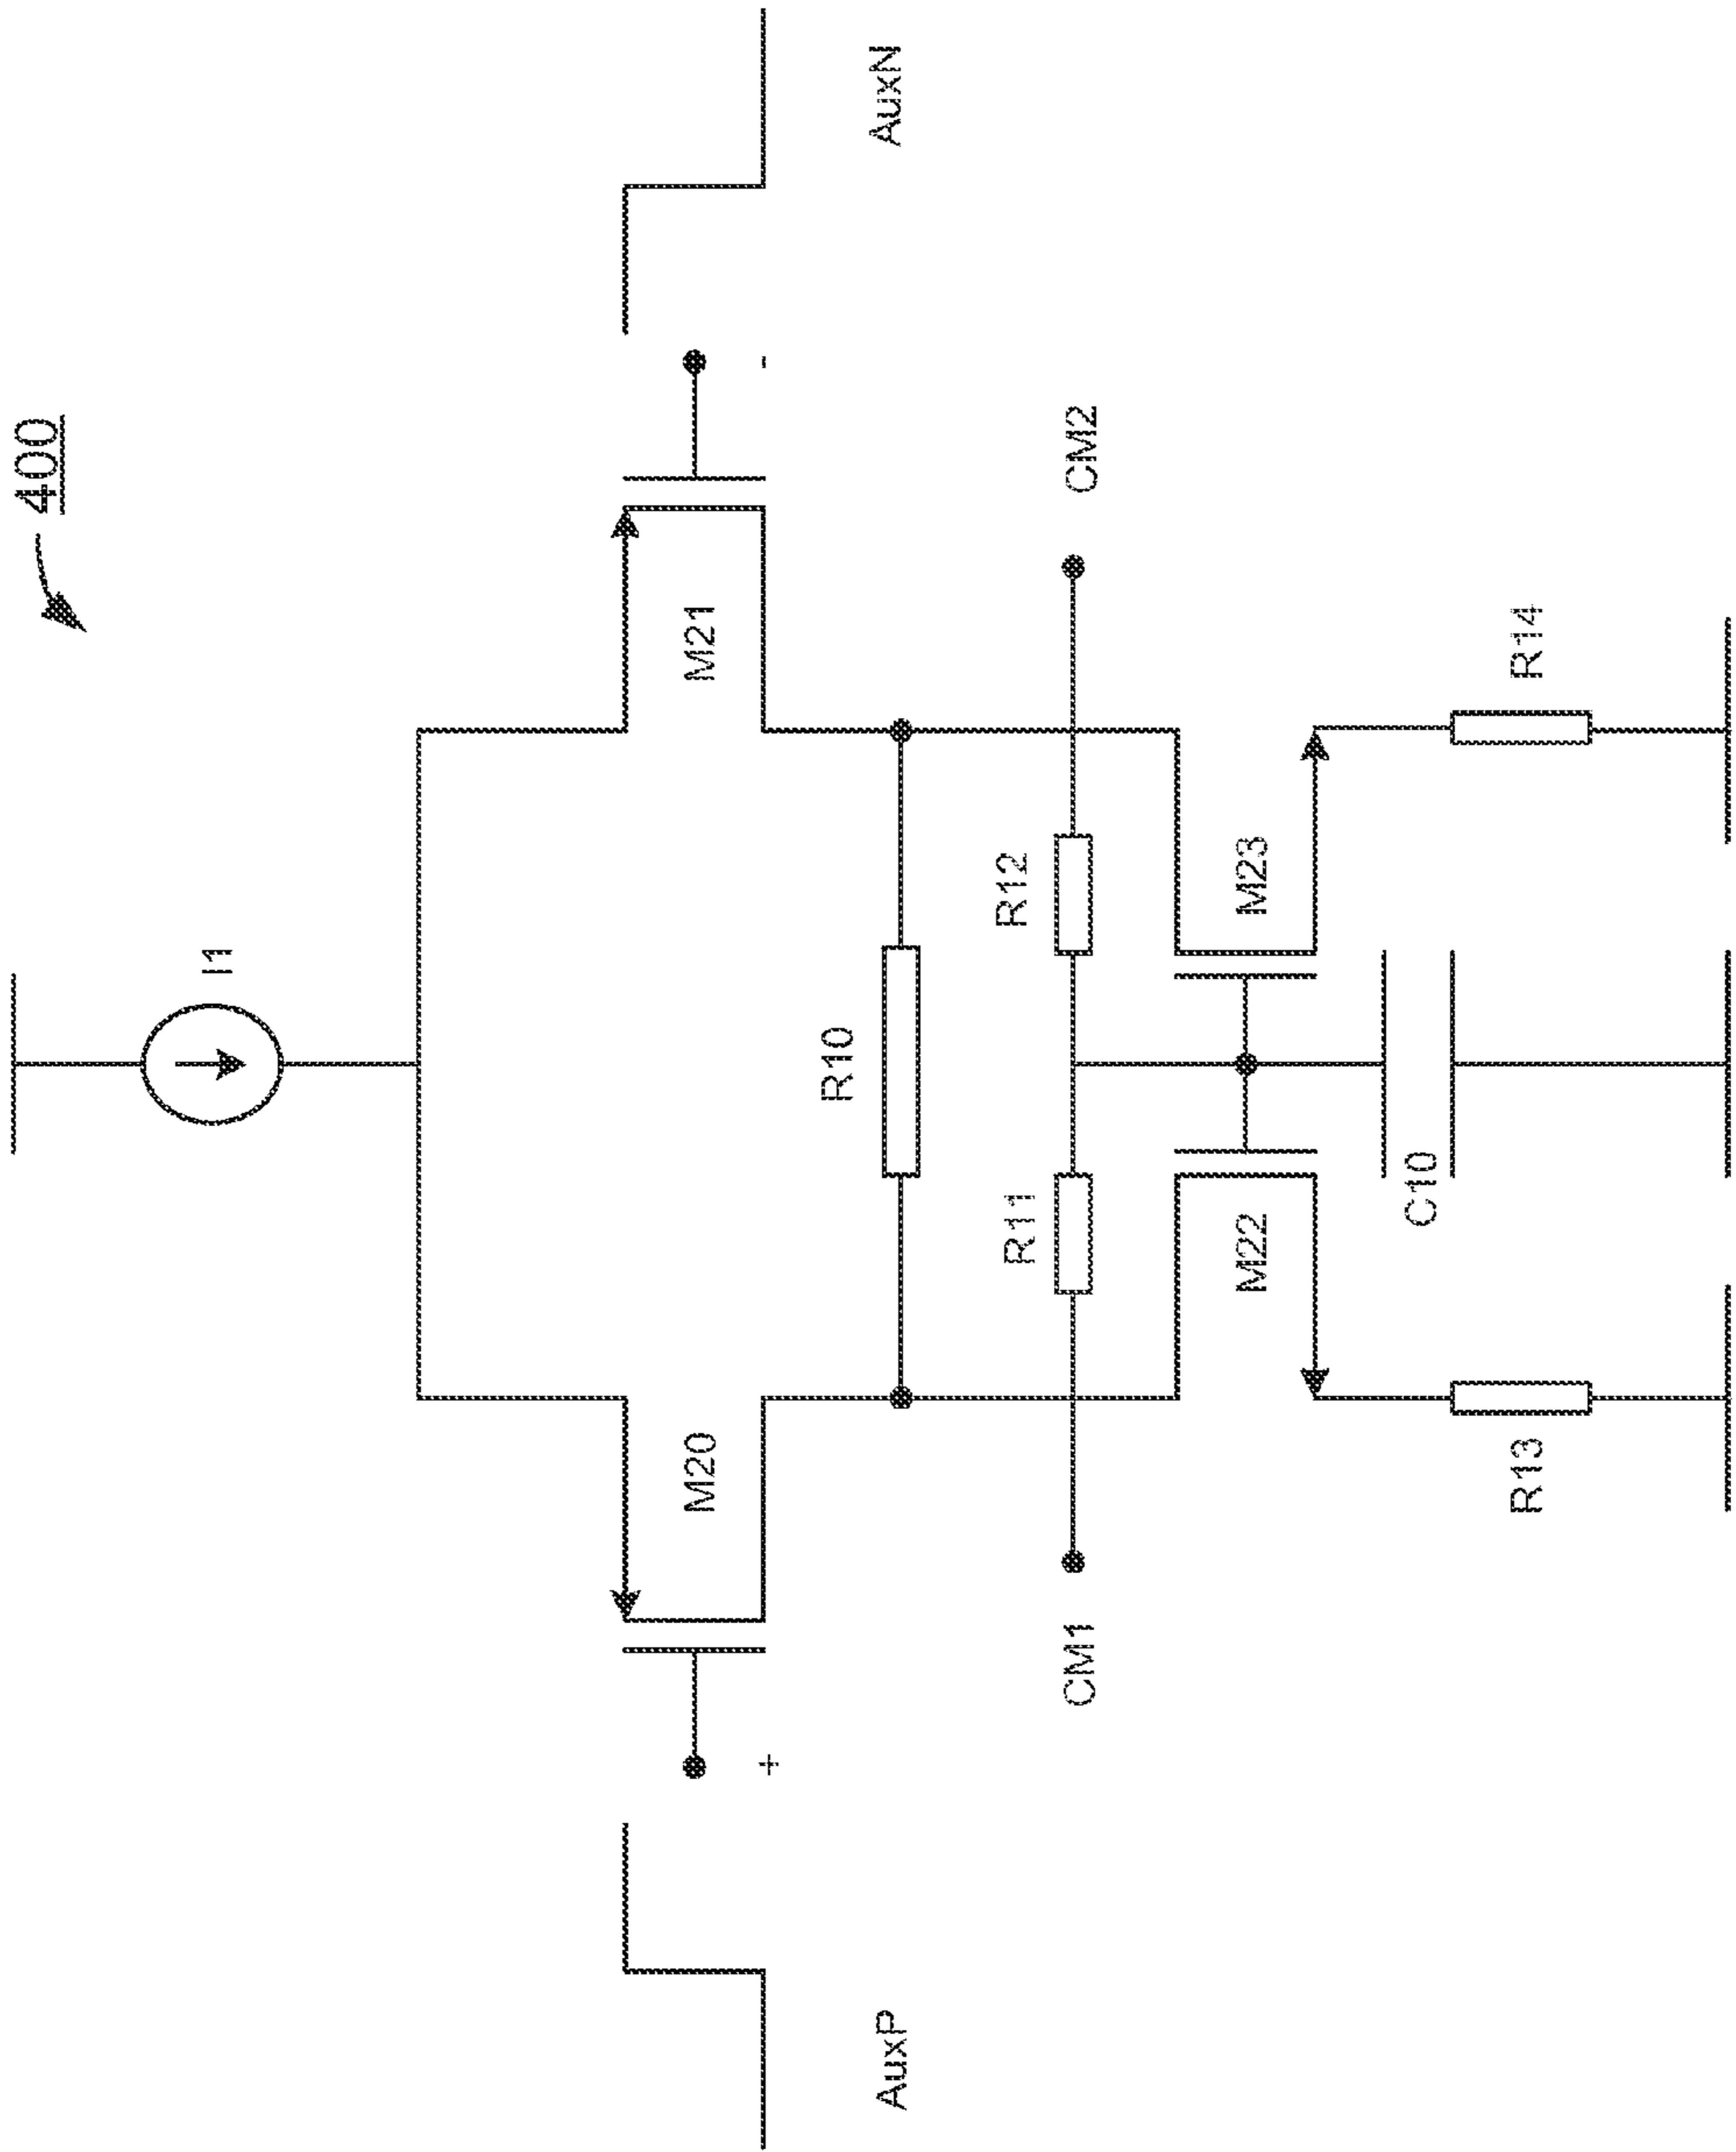 400
I1
AuxP
+
M20
M21
-
AuxN
R10
CM1
R11
R12
CM2
M22
M23
C10
R13
R14